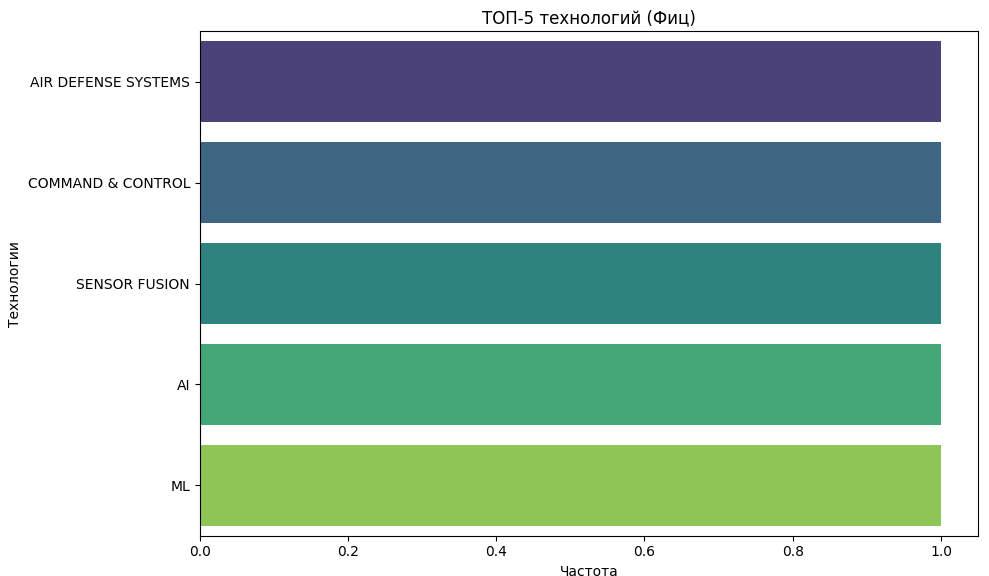 ТОП-5 технологий (Фиц)
AIR DEFENSE SYSTEMS
COMMAND & CONTROL
SENSOR FUSION
AI
ML
Технологии
0.0 0.2 0.4 0.6 0.8 1.0
Частота